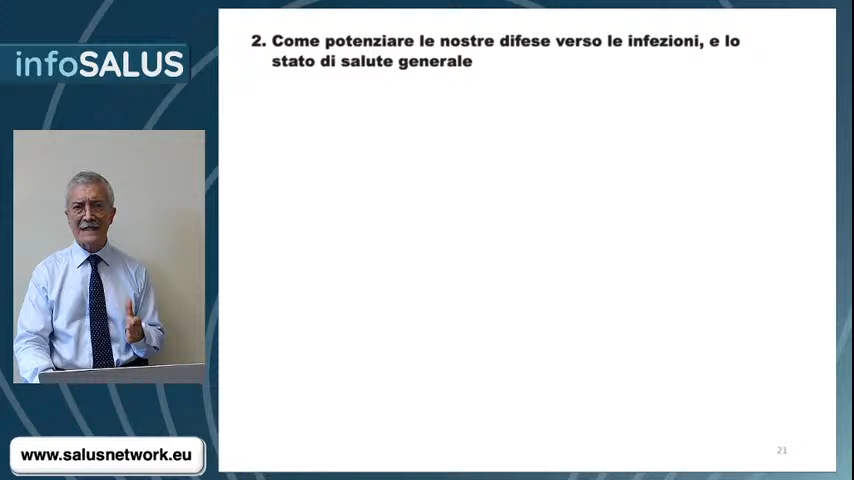 infoSALUS
2. Come potenziare le nostre difese verso le infezioni, e lo
stato di salute generale
www.salusnetwork.eu
21